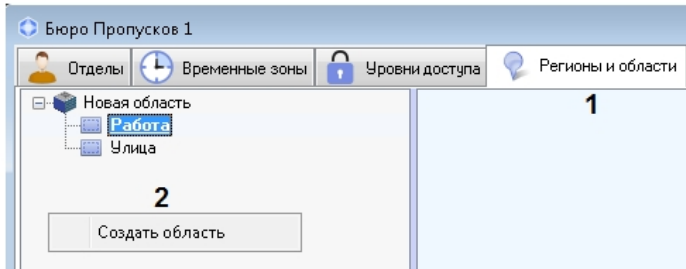 Бюро Пропусков 1
Отделы Временные зоны Уровни доступа Регионы и области
Новая область 1
Работа
Улица
2
Создать область